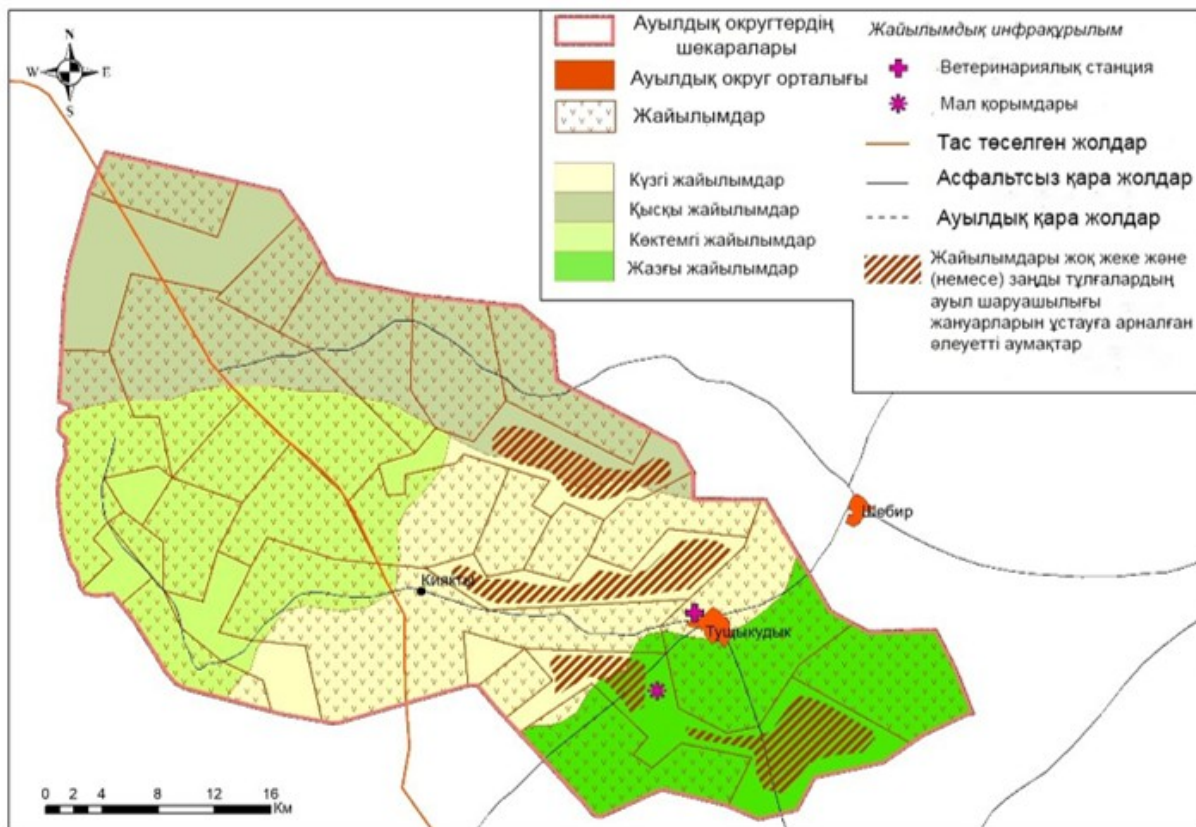 N
W E
S
Ауылдық округтердің
шекаралары
Ауылдық округ орталығы
Жайылымдар
Күзгі жайылымдар
Қысқы жайылымдар
Көктемгі жайылымдар
Жазғы жайылымдар
Жайылымдық инфрақұрылым
Ветеринариялық станция
Мал қорымдары
Тас төселген жолдар
Асфальтсыз қара жолдар
Ауылдық қара жолдар
Жайылымдары жоқ жеке және
(немесе) заңды тұлғалардың
ауыл шаруашылығы
жануарларын ұстауға арналған
әлеуетті аумақтар
Шебир
Киякты
Тущыкудык
0 2 4 8 12 16
Км